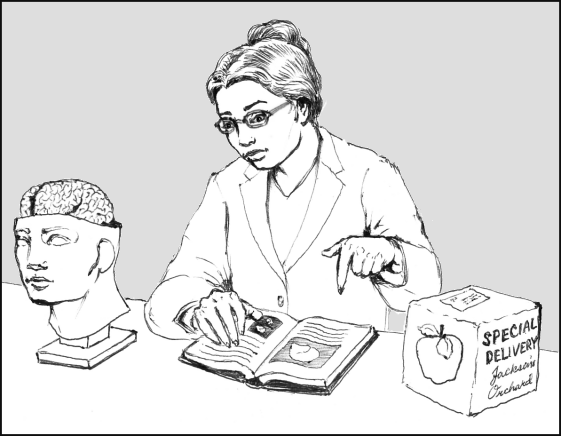 SPECIAL
DELIVERY
Jackson
Orchard